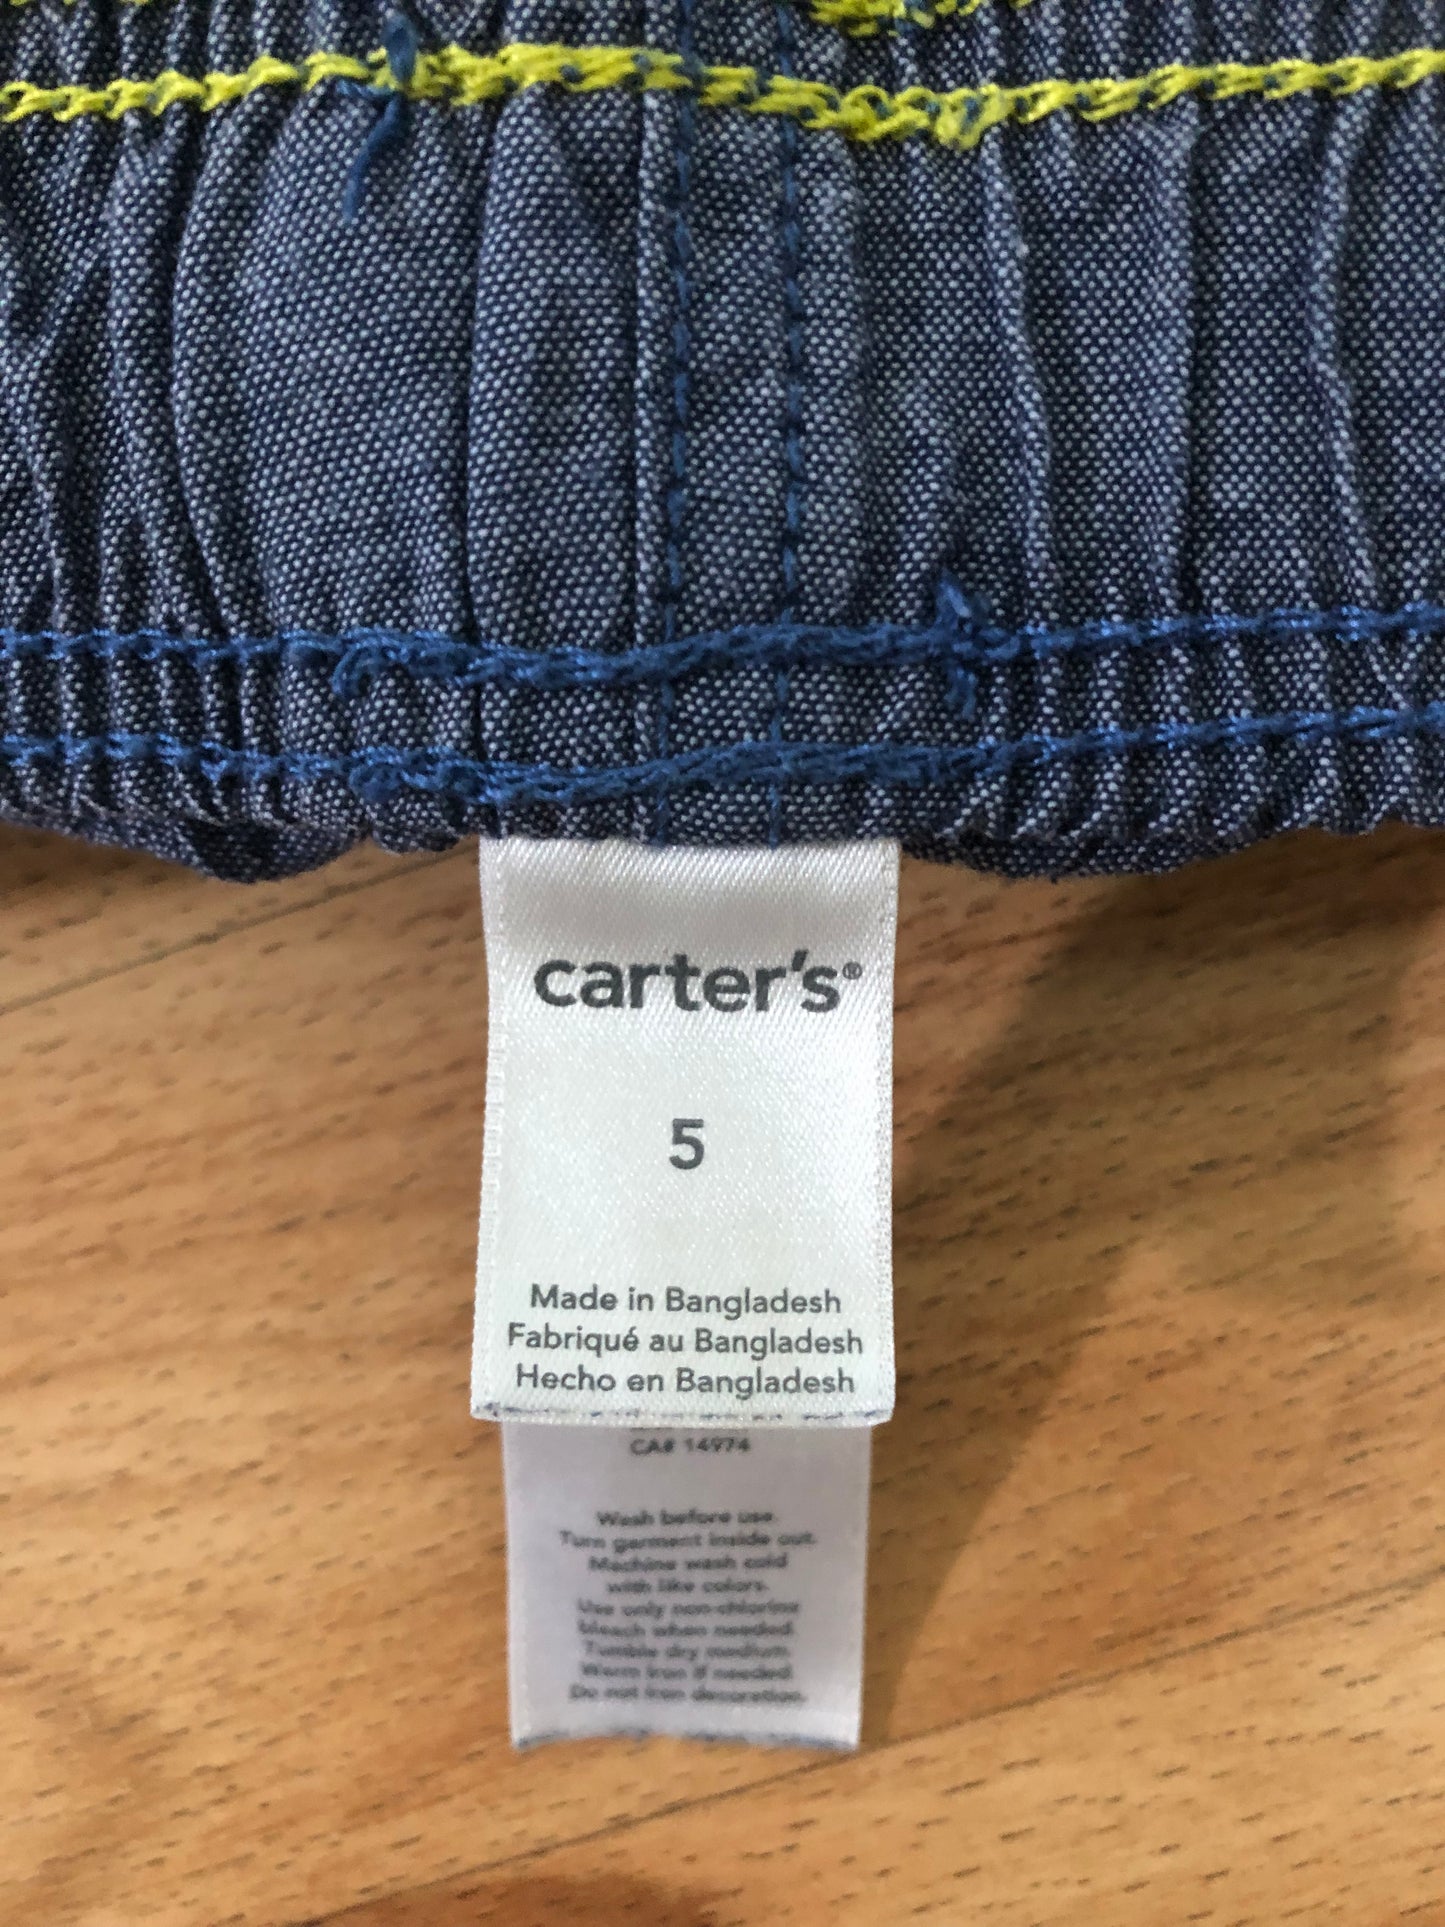 carter's®
5
Made in Bangladesh
Fabriqué au Bangladesh
Hecho en Bangladesh
CA# 14974
Wash before use.
Turn garment inside out.
Machine wash cold
with like colors.
Use only non-chlorine
bleach when needed.
Tumble dry medium.
Warm iron if needed.
Do not iron decoration.